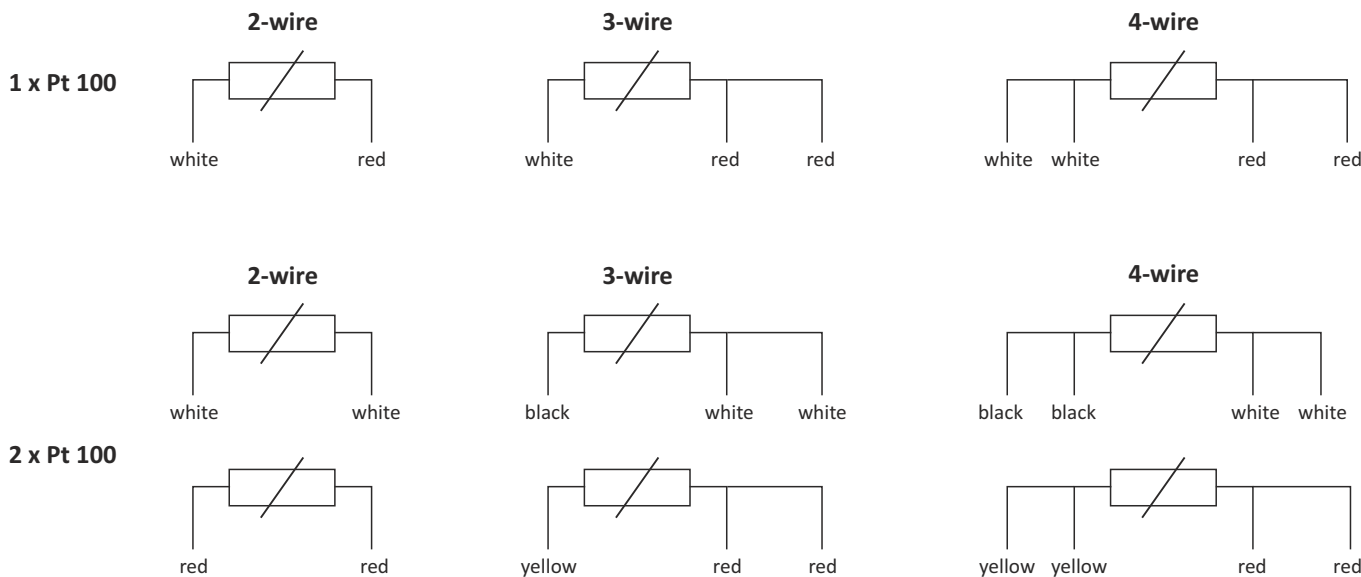 2-wire 3-wire 4-wire
1 x Pt 100
white red white red red white white red red
2-wire 3-wire 4-wire
white white black white white black black white white
2 x Pt 100
red red yellow red red yellow yellow red red